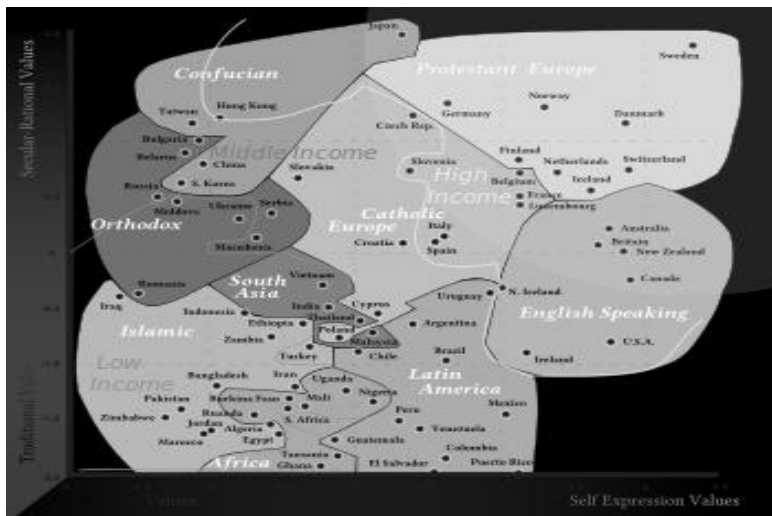 Japan
Confucian
Protestant Europe
Sweden
Hong Kong
Taiwan
Norway
Germany
Denmark
Czech Rep.
Bulgaria
Middle Income
Belarus
China
Slovakia
Slovenia
Finland
Netherlands
Switzerland
High
Income
Belgium
Iceland
S. Korea
Russia
France
Luxembourg
Moldova
Ukraine
Serbia
Orthodox
Catholic
Europe
Italy
Spain
Croatia
Macedonia
Australia
Britain
New Zealand
Canada
South
Asia
Vietnam
Romania
Iraq
Uruguay
N. Ireland
English Speaking
Indonesia
India
Cyprus
Thailand
Islamic
Ethiopia
Poland
Argentina
Zambia
Malaysia
Turkey
Chile
Brazil
U.S.A.
Ireland
Low
Income
Latin
America
Bangladesh
Iran
Uganda
Nigeria
Pakistan
Burkina Faso
Mali
Peru
Mexico
Zimbabwe
Ruanda
S. Africa
Jordan
Algeria
Venezuela
Morocco
Egypt
Guatemala
Africa
Tanzania
Ghana
Colombia
El Salvador
Puerto Rico
Secular-Rational Values
Traditional Values
Self Expression Values